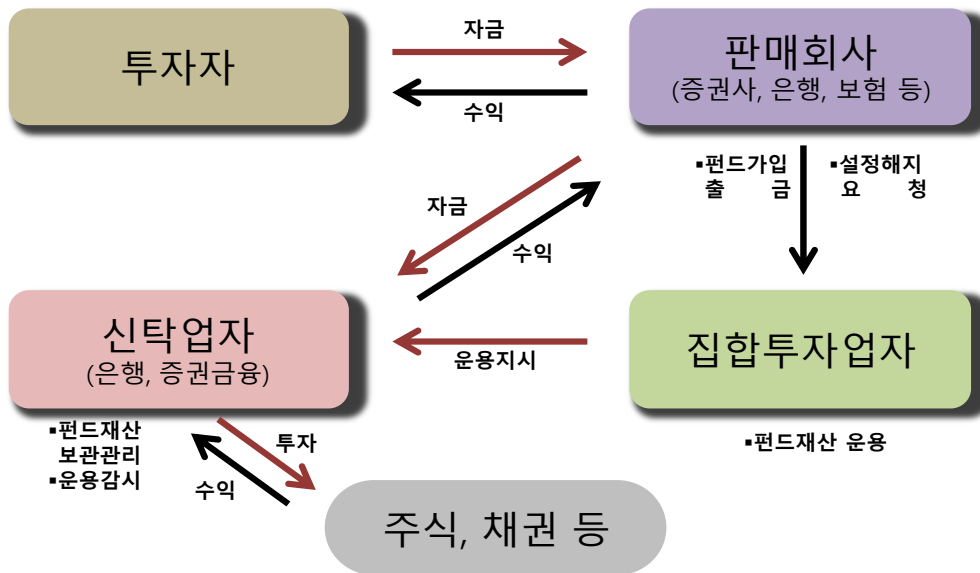 투자자
자금
수익
판매회사
(증권사, 은행, 보험 등)
▪펀드가입
출 금
▪설정해지
요 청
자금
수익
신탁업자
(은행, 증권금융)
운용지시
집합투자업자
▪펀드재산
보관관리
▪운용감시
투자
수익
▪펀드재산 운용
주식, 채권 등